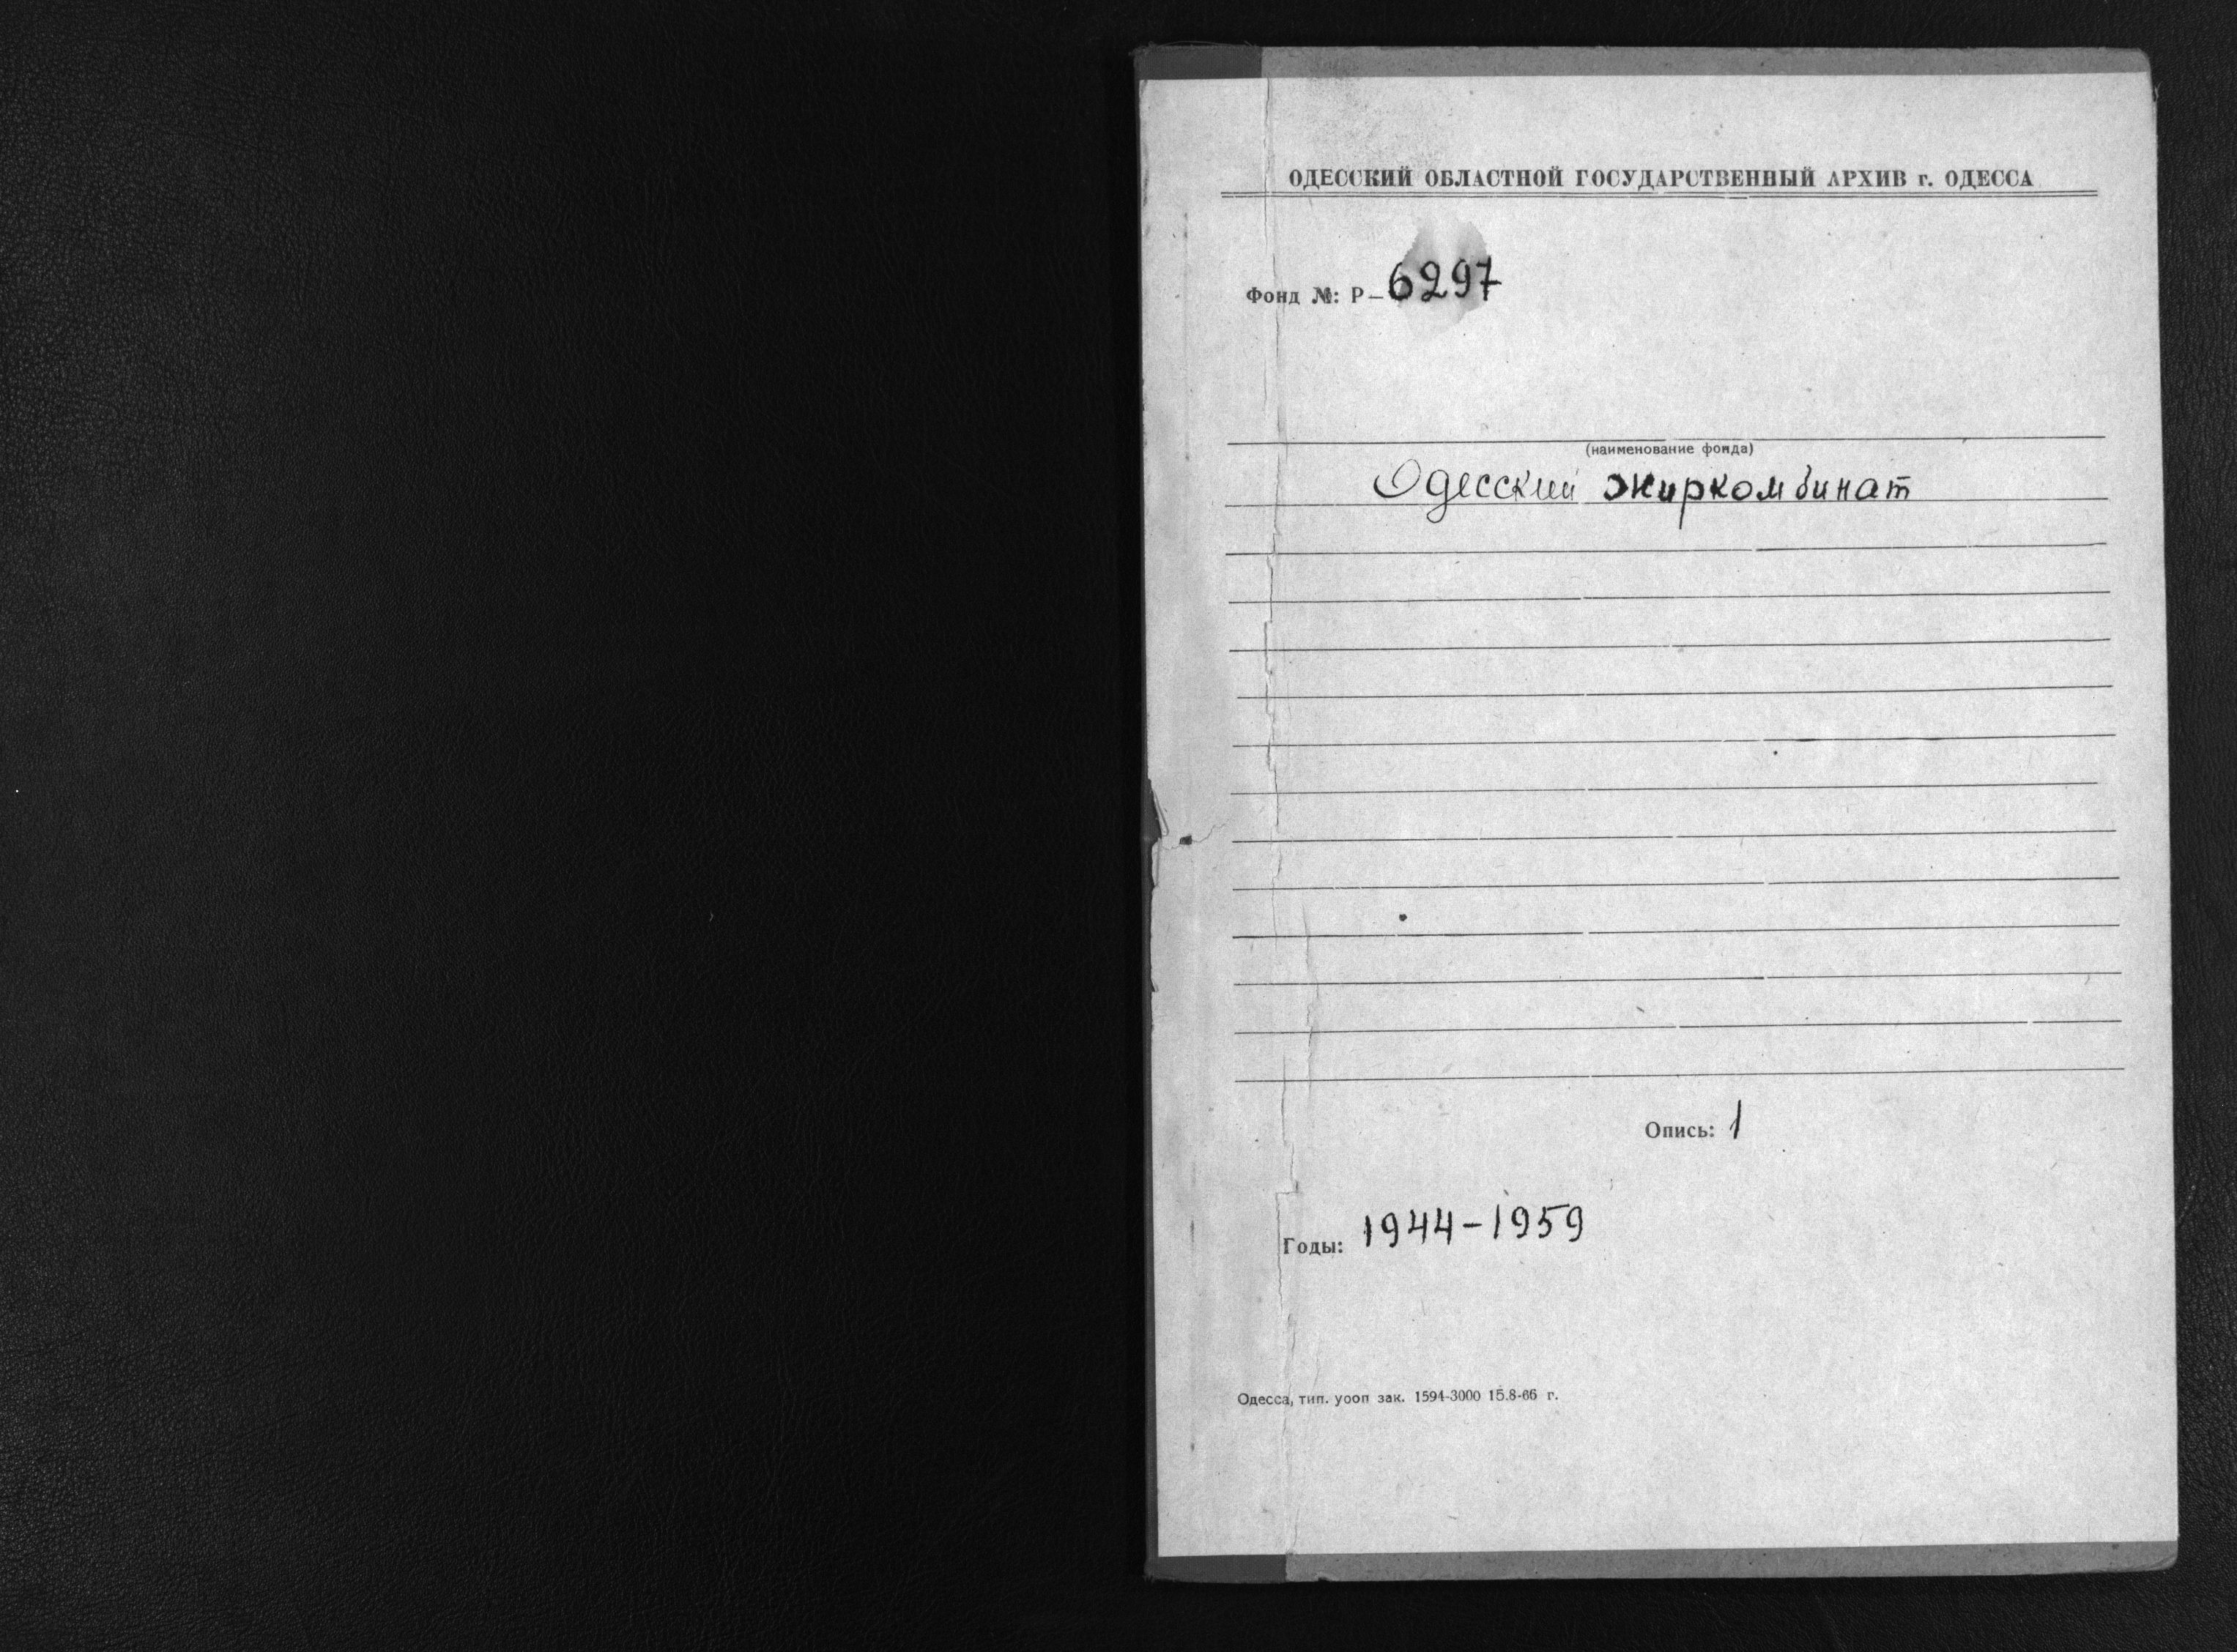 ОДЕССКИЙ ОБЛАСТНОЙ ГОСУДАРСТВЕННЫЙ АРХИВ г. ОДЕССА
Фонд №: Р-6297
(наименование фонда)
Одесский жиркомбинат
Опись: 1
Годы: 1944-1959
Одесса, тип. уооп зак. 1594-3000 15.8-66 г.